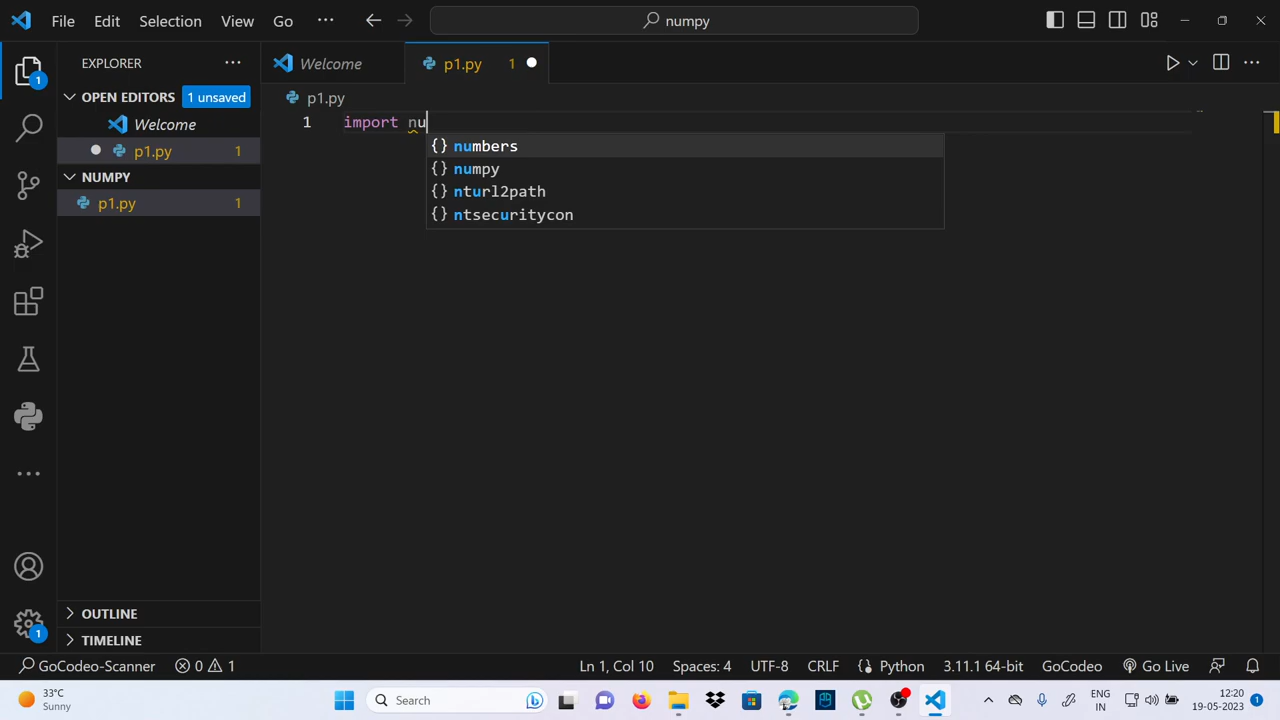 File Edit Selection View Go ··· numpy
EXPLORER ···
Welcome p1.py 1
OPEN EDITORS 1 unsaved
p1.py
Welcome
p1.py 1
NUMPY
p1.py 1
1 import nu
numbers
numpy
nturl2path
ntsecuritycon
1
OUTLINE
TIMELINE
1
GoCodeo-Scanner 0 1 Ln 1, Col 10 Spaces: 4 UTF-8 CRLF Python 3.11.1 64-bit GoCodeo Go Live
33°C
Sunny
Search
ENG
IN
12:20
19-05-2023
1